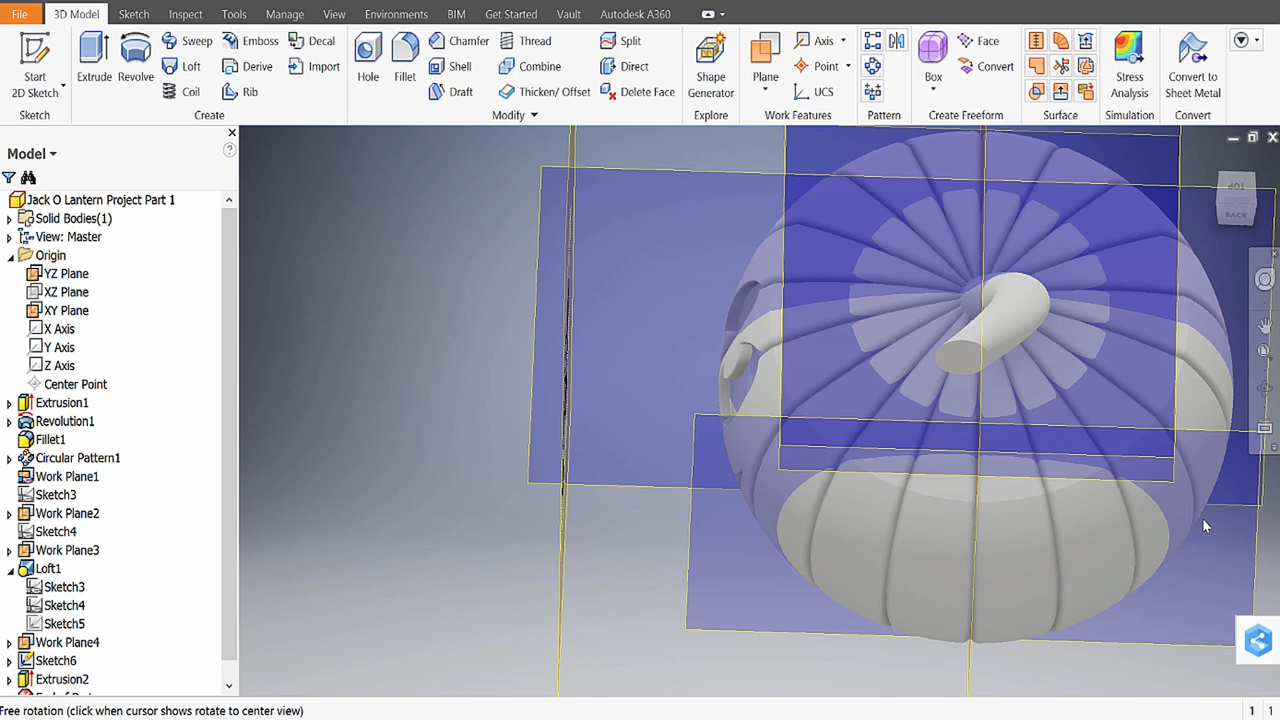 File 3D Model Sketch Inspect Tools Manage View Environments BIM Get Started Vault Autodesk A360
Start
2D Sketch
Sketch
Extrude
Revolve
Sweep
Loft
Coil
Emboss
Derive
Rib
Decal
Import
Create
Hole
Fillet
Chamfer
Shell
Draft
Thread
Combine
Thicken/ Offset
Split
Direct
Delete Face
Modify
Shape
Generator
Explore
Plane
Axis
Point
UCS
Work Features
Pattern
Box
Face
Convert
Create Freeform
Surface
Stress
Analysis
Simulation
Convert to
Sheet Metal
Convert
Model
Jack O Lantern Project Part 1
Solid Bodies(1)
View: Master
Origin
YZ Plane
XZ Plane
XY Plane
X Axis
Y Axis
Z Axis
Center Point
Extrusion1
Revolution1
Fillet1
Circular Pattern1
Work Plane1
Sketch3
Work Plane2
Sketch4
Work Plane3
Loft1
Sketch3
Sketch4
Sketch5
Work Plane4
Sketch6
Extrusion2
TOP
BACK
Free rotation (click when cursor shows rotate to center view)
1 1